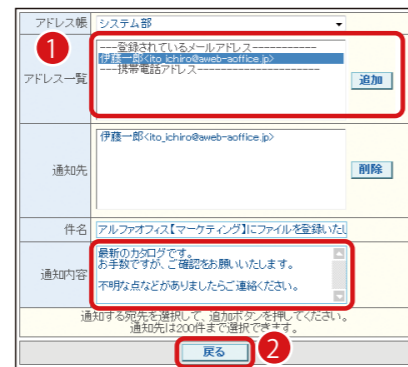 アドレス帳 システム部
1
アドレス一覧
---登録されているメールアドレス-----------
伊藤一郎<ito_ichiro@aweb-aoffice.jp>
---携帯電話アドレス--------------------
追加
通知先
伊藤一郎<ito_ichiro@aweb-aoffice.jp>
削除
件名 アルファオフィス【マーケティング】にファイルを登録いたし
通知内容
最新のカタログです。
お手数ですが、ご確認をお願いいたします。
不明な点などがありましたらご連絡ください。
通知する宛先を選択して、追加ボタンを押してください。
通知先は200件まで選択できます。
戻る 2